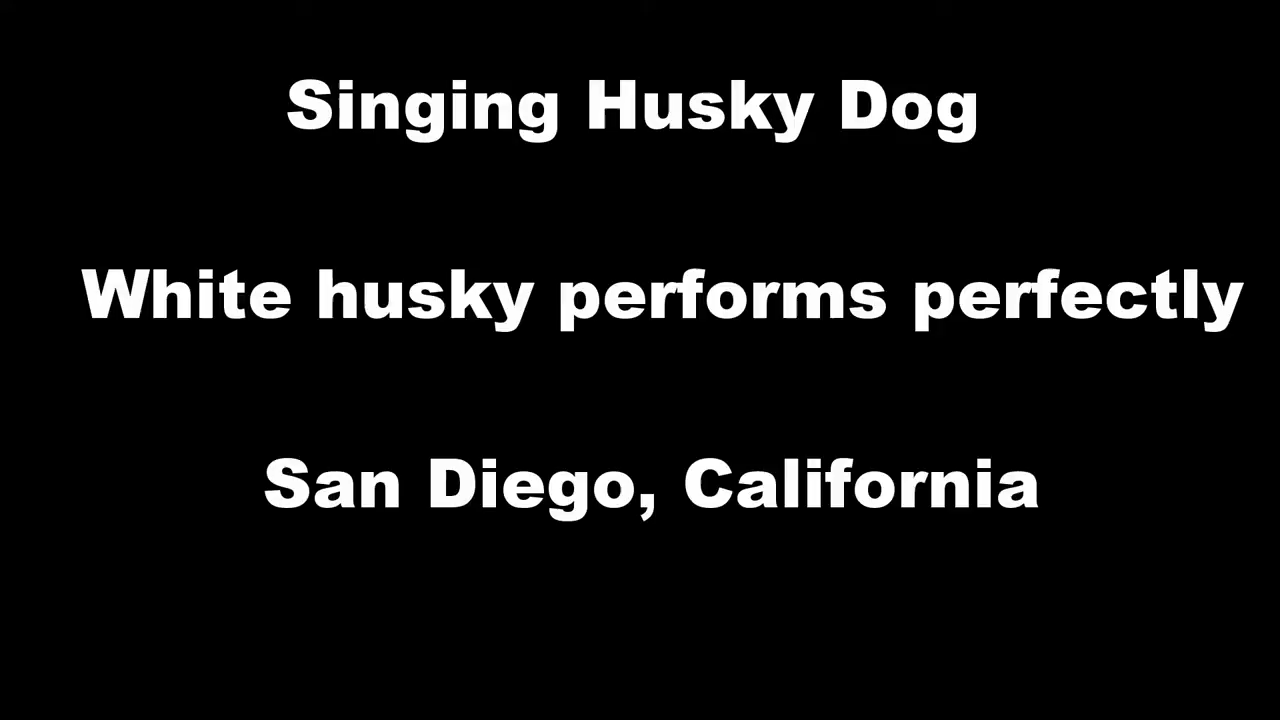 Singing Husky Dog
White husky performs perfectly
San Diego, California